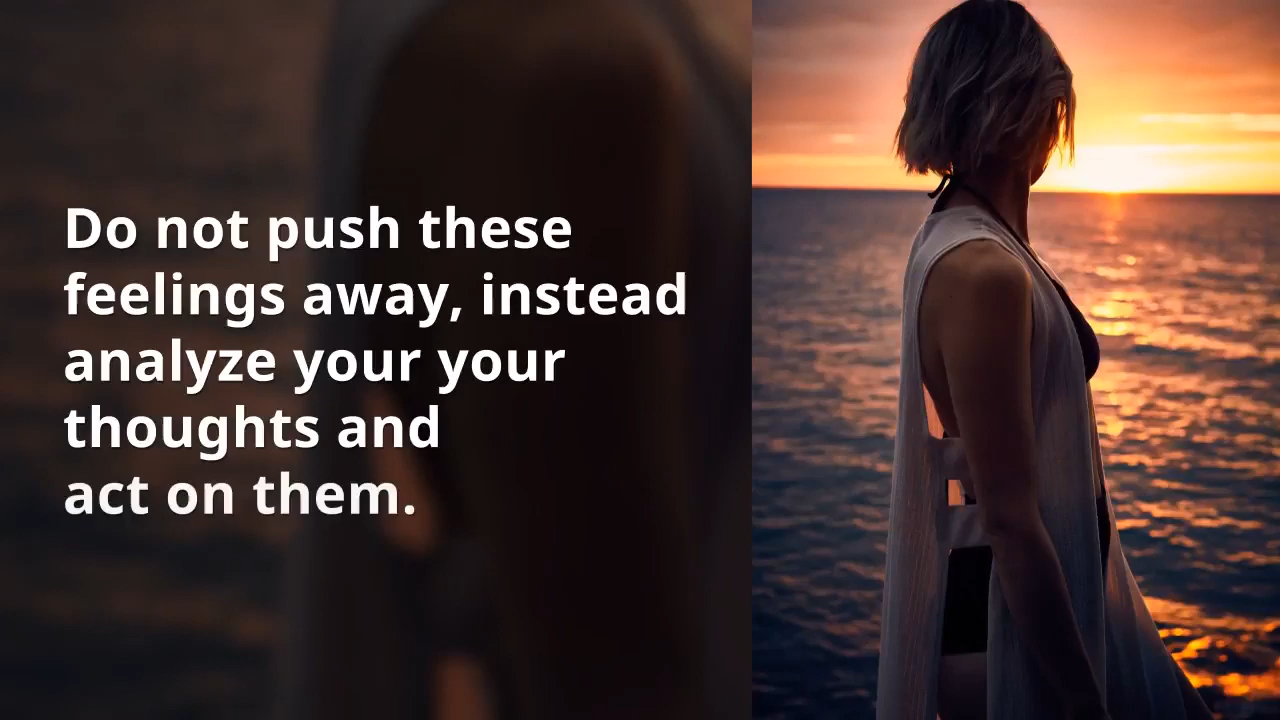 Do not push these
feelings away, instead
analyze your your
thoughts and
act on them.